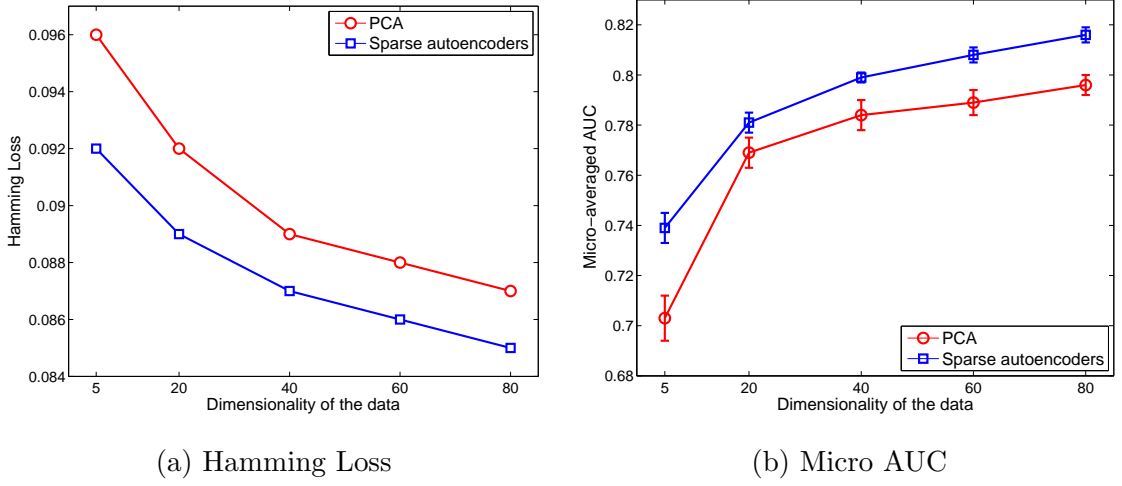 0.096
0.094
0.092
0.09
0.088
0.086
0.084
Hamming Loss
5 20 40 60 80
Dimensionality of the data
PCA
Sparse autoencoders
(a) Hamming Loss
0.82
0.8
0.78
0.76
0.74
0.72
0.7
0.68
Micro−averaged AUC
5 20 40 60 80
Dimensionality of the data
PCA
Sparse autoencoders
(b) Micro AUC